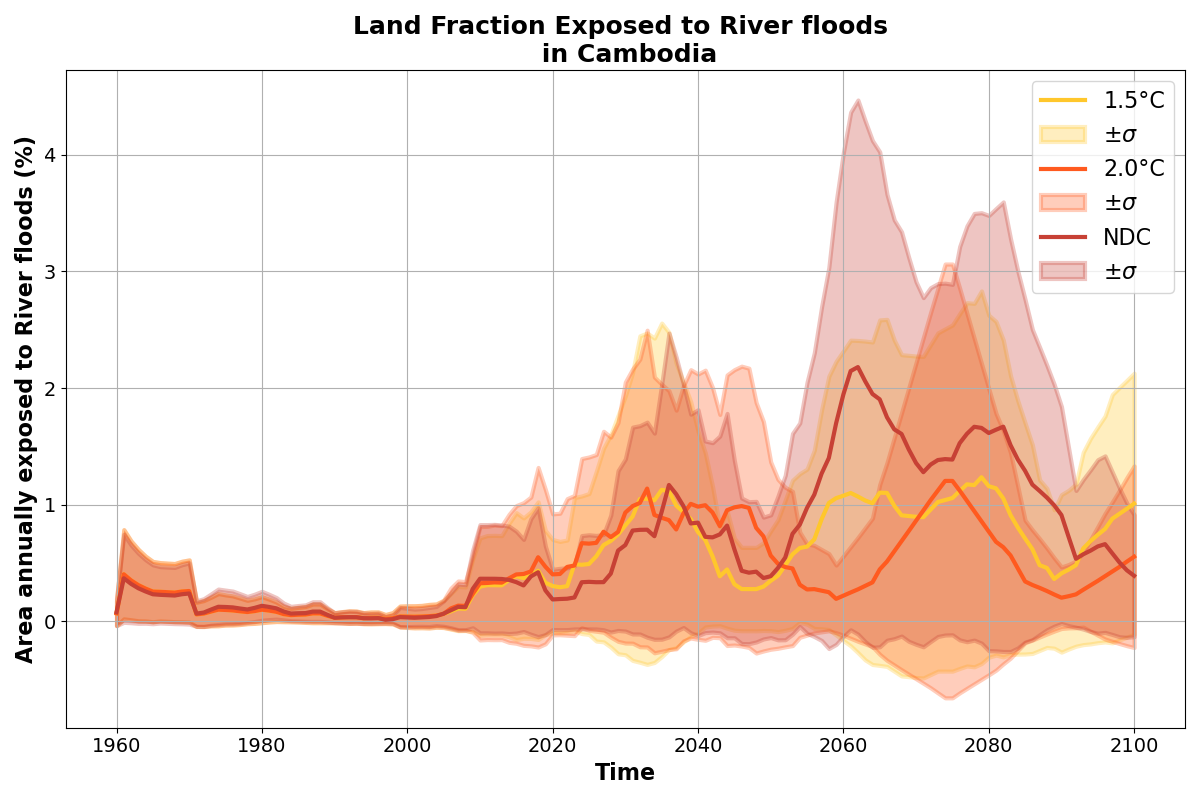 Land Fraction Exposed to River floods
in Cambodia
Area annually exposed to River floods (%)
4
3
2
1
0
1960 1980 2000 2020 2040 2060 2080 2100
Time
1.5°C
±σ
2.0°C
±σ
NDC
±σ